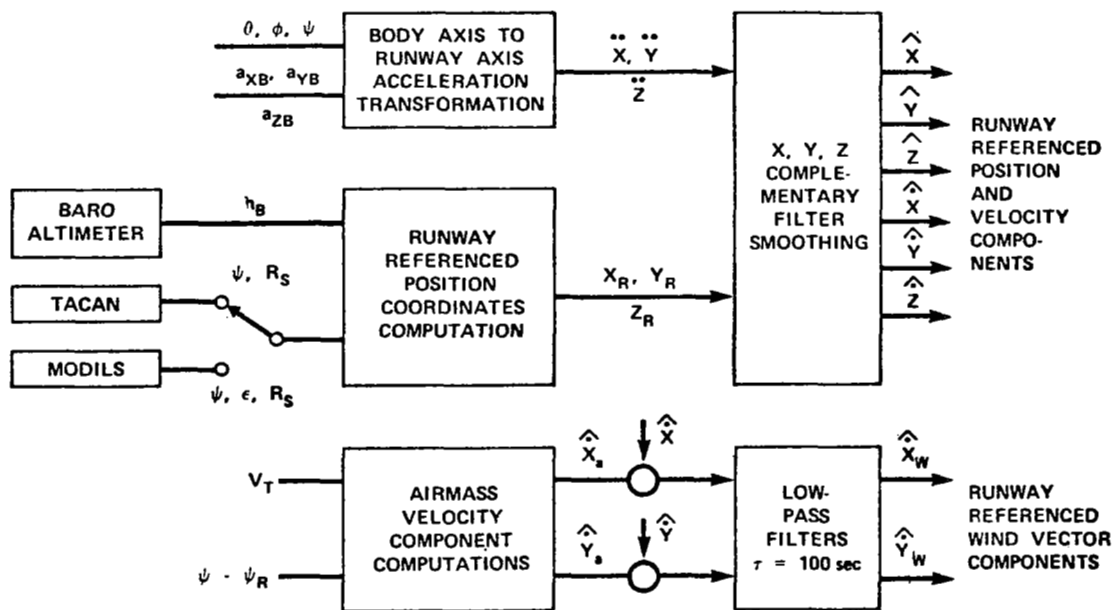 θ, φ, ψ
a_XB, a_YB
a_ZB
BODY AXIS TO
RUNWAY AXIS
ACCELERATION
TRANSFORMATION
Ẍ, Ÿ
Z̈
X, Y, Z
COMPLE-
MENTARY
FILTER
SMOOTHING
X̂
Ŷ
Ẑ
Ẋ̂
Ẏ̂
Ż̂
RUNWAY
REFERENCED
POSITION
AND
VELOCITY
COMPO-
NENTS
BARO
ALTIMETER
h_B
TACAN
ψ, R_S
MODILS
ψ, ε, R_S
RUNWAY
REFERENCED
POSITION
COORDINATES
COMPUTATION
X_R, Y_R
Z_R
V_T
ψ - ψ_R
AIRMASS
VELOCITY
COMPONENT
COMPUTATIONS
Ẋ̂_a
Ẋ̂
Ẏ̂_a
Ẏ̂
LOW-
PASS
FILTERS
τ = 100 sec
Ẋ̂_W
Ẏ̂_W
RUNWAY
REFERENCED
WIND VECTOR
COMPONENTS